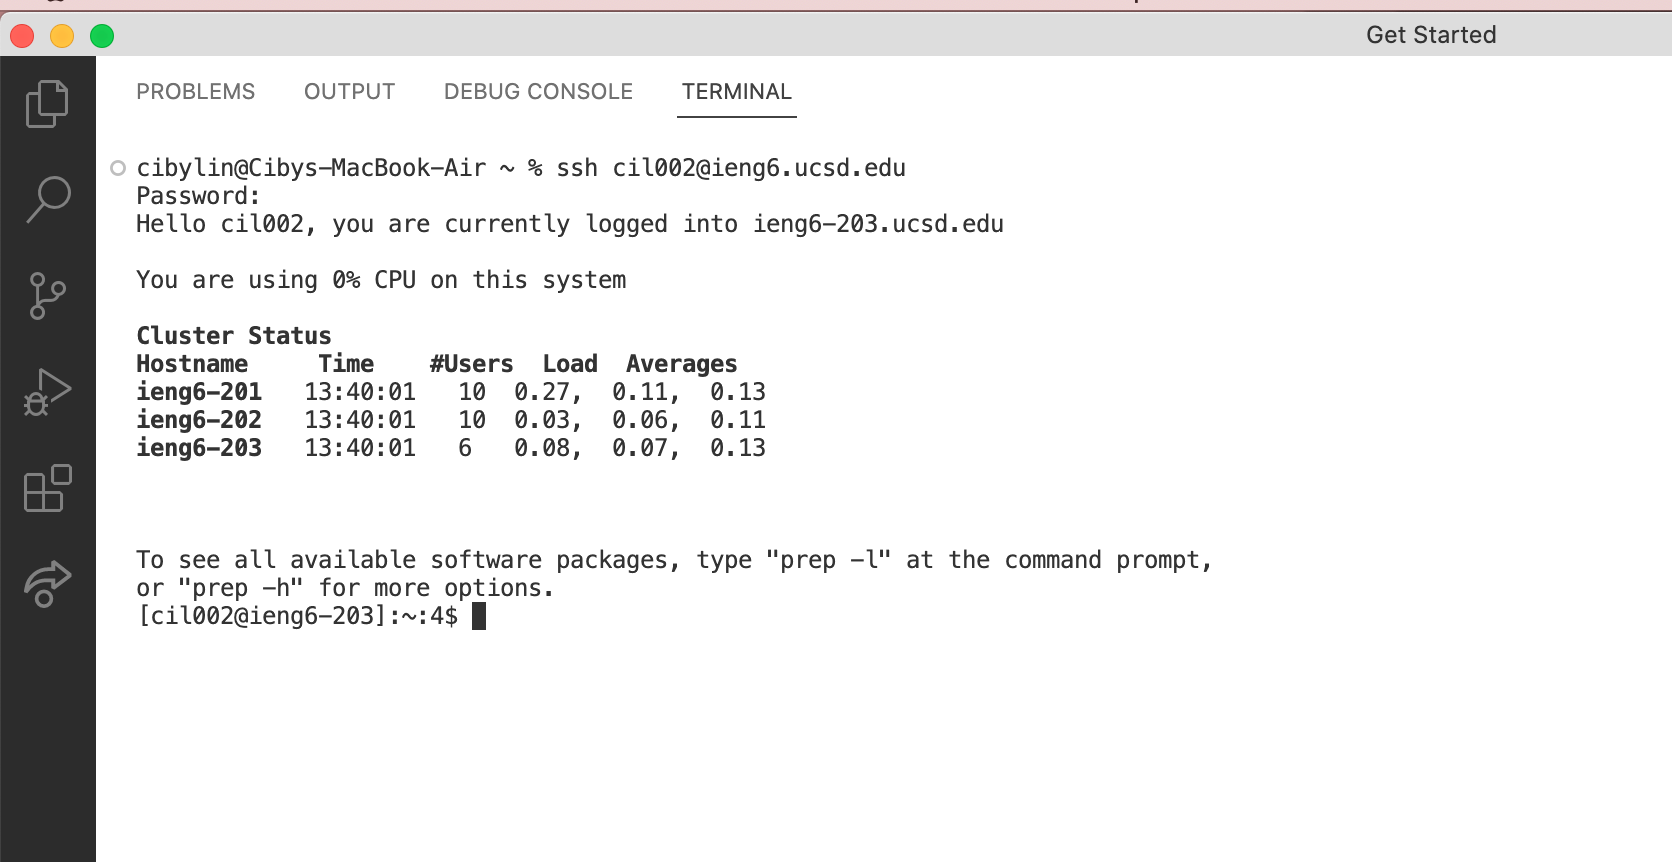 Get Started
PROBLEMS OUTPUT DEBUG CONSOLE TERMINAL
cibylin@Cibys-MacBook-Air ~ % ssh cil002@ieng6.ucsd.edu
Password:
Hello cil002, you are currently logged into ieng6-203.ucsd.edu
You are using 0% CPU on this system
Cluster Status
Hostname Time #Users Load Averages
ieng6-201 13:40:01 10 0.27, 0.11, 0.13
ieng6-202 13:40:01 10 0.03, 0.06, 0.11
ieng6-203 13:40:01 6 0.08, 0.07, 0.13
To see all available software packages, type "prep -l" at the command prompt,
or "prep -h" for more options.
[cil002@ieng6-203]:~:4$